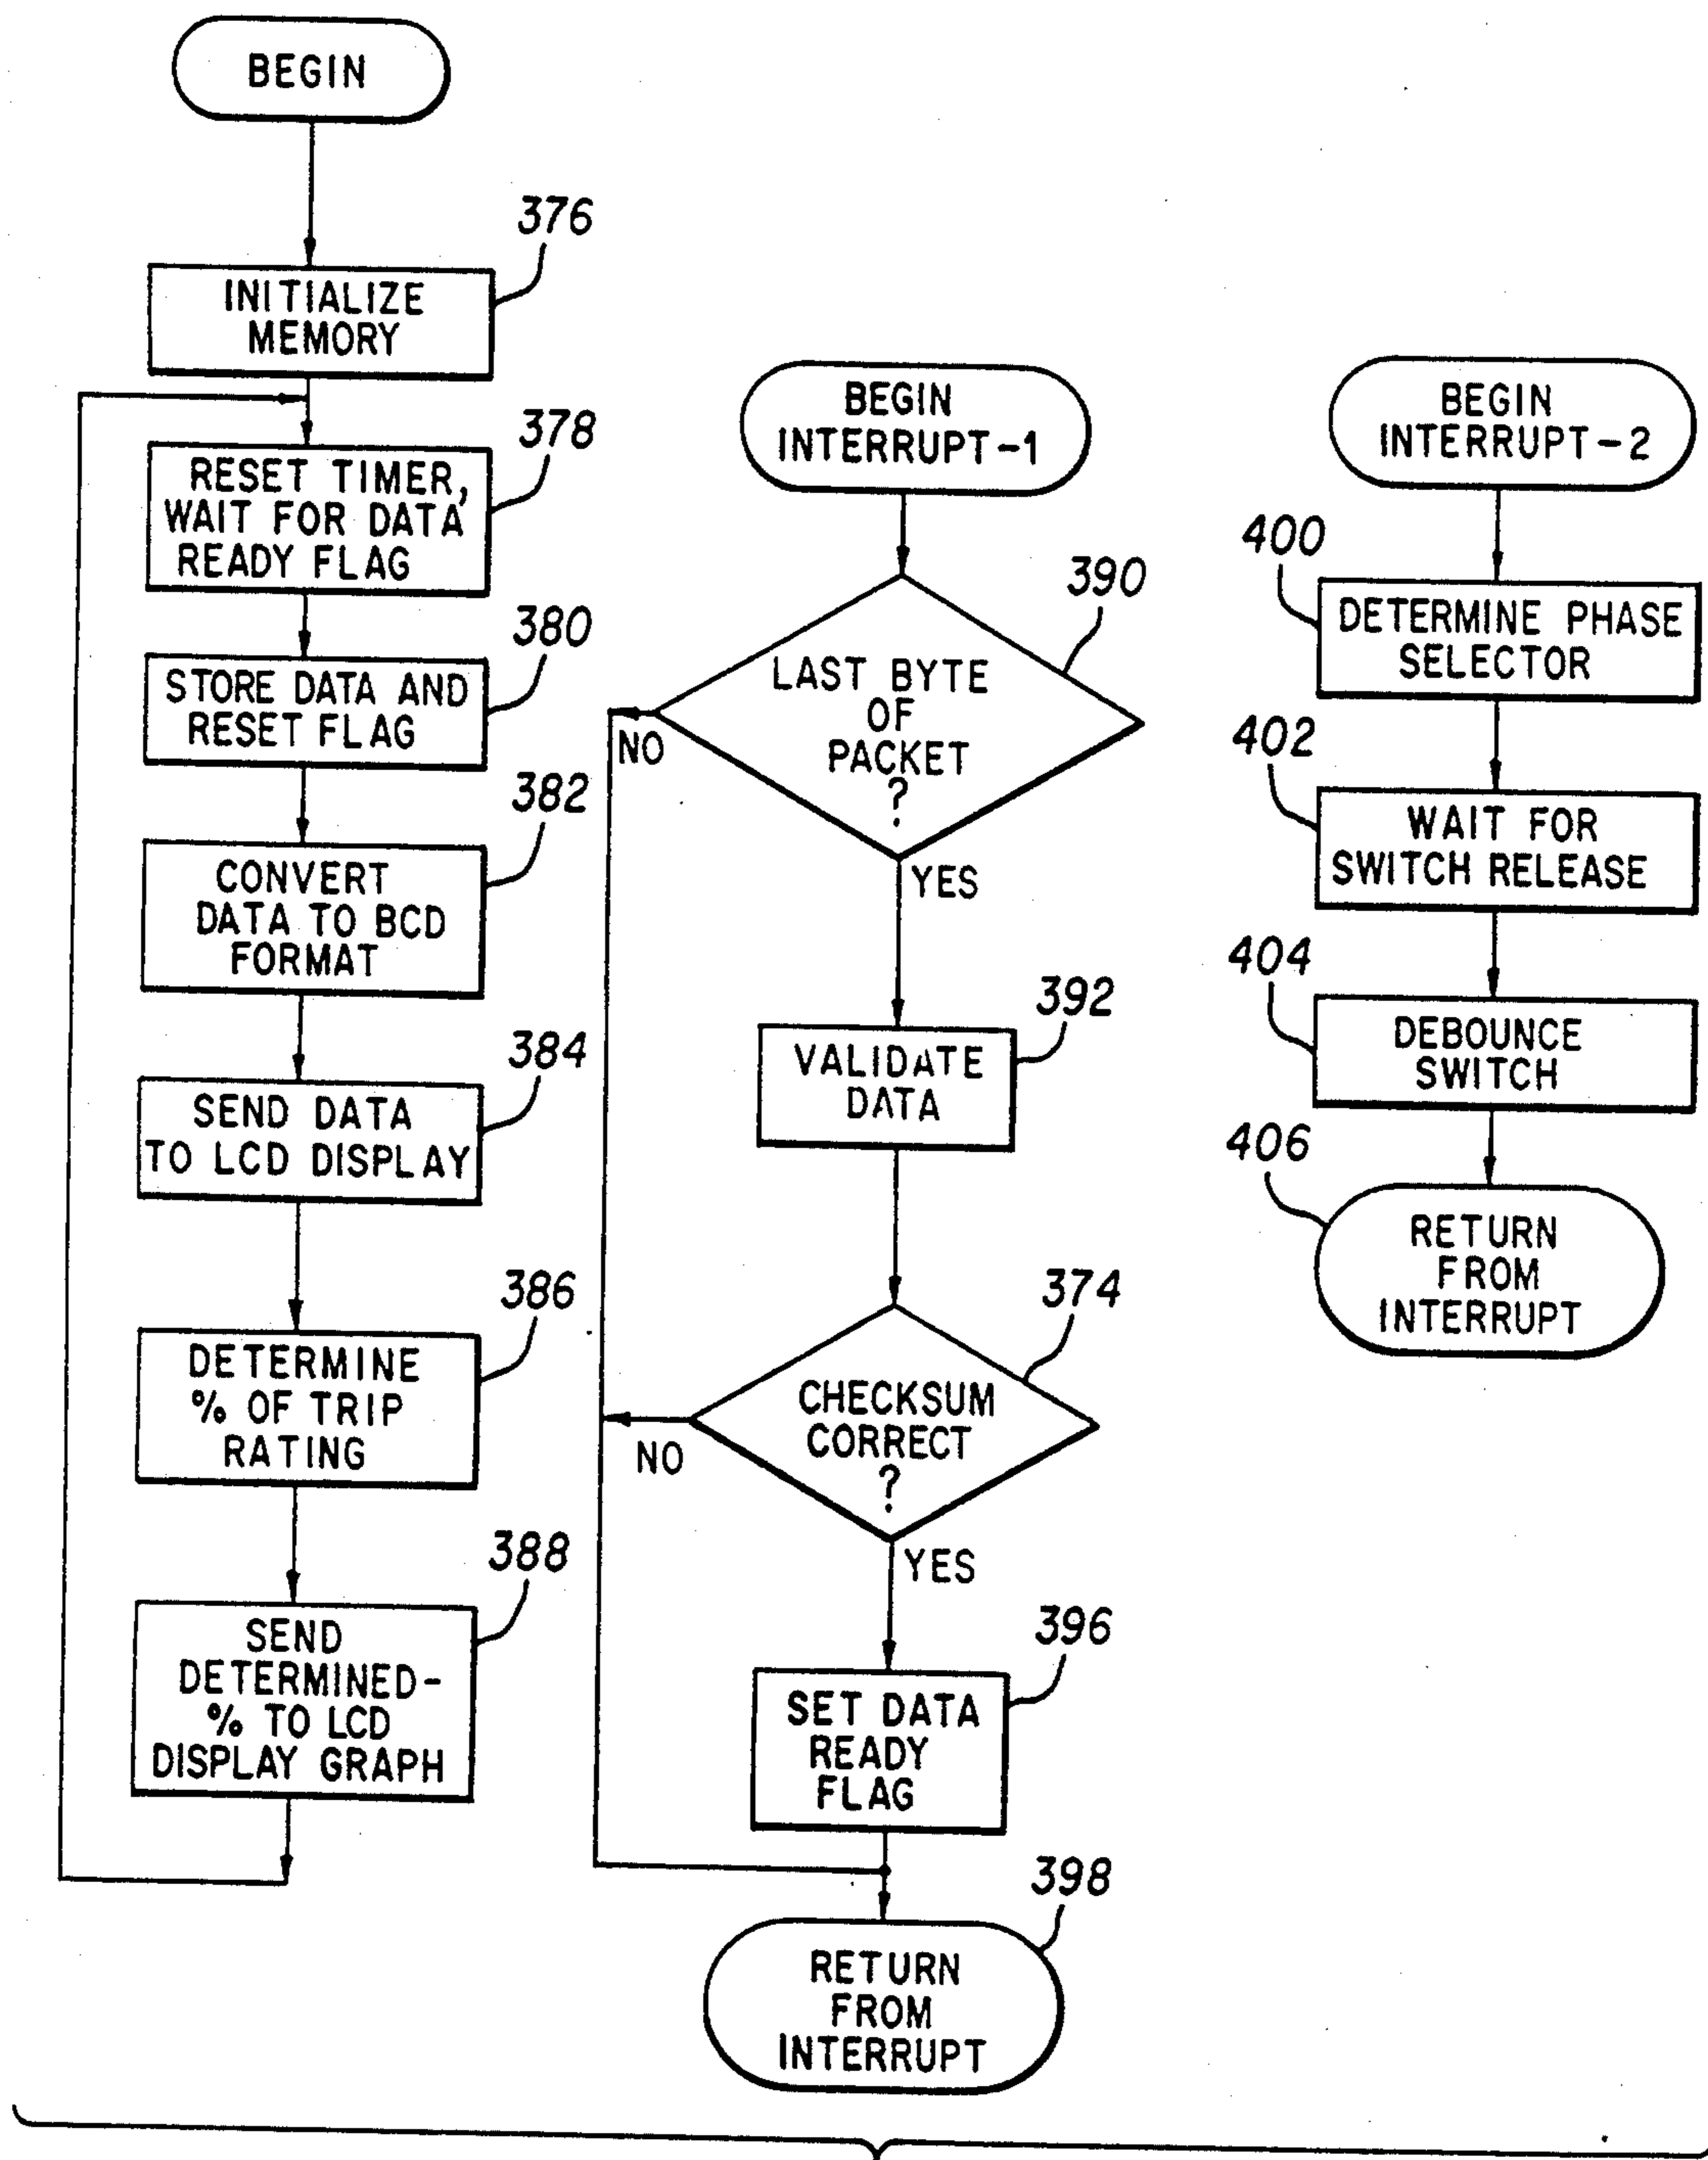 BEGIN
376
INITIALIZE
MEMORY
378
RESET TIMER,
WAIT FOR DATA
READY FLAG
380
STORE DATA AND
RESET FLAG
382
CONVERT
DATA TO BCD
FORMAT
384
SEND DATA
TO LCD DISPLAY
386
DETERMINE
% OF TRIP
RATING
388
SEND
DETERMINED-
% TO LCD
DISPLAY GRAPH
BEGIN
INTERRUPT-1
390
LAST BYTE
OF
PACKET
?
NO
YES
392
VALIDATE
DATA
374
CHECKSUM
CORRECT
?
NO
YES
396
SET DATA
READY
FLAG
398
RETURN
FROM
INTERRUPT
BEGIN
INTERRUPT-2
400
DETERMINE PHASE
SELECTOR
402
WAIT FOR
SWITCH RELEASE
404
DEBOUNCE
SWITCH
406
RETURN
FROM
INTERRUPT